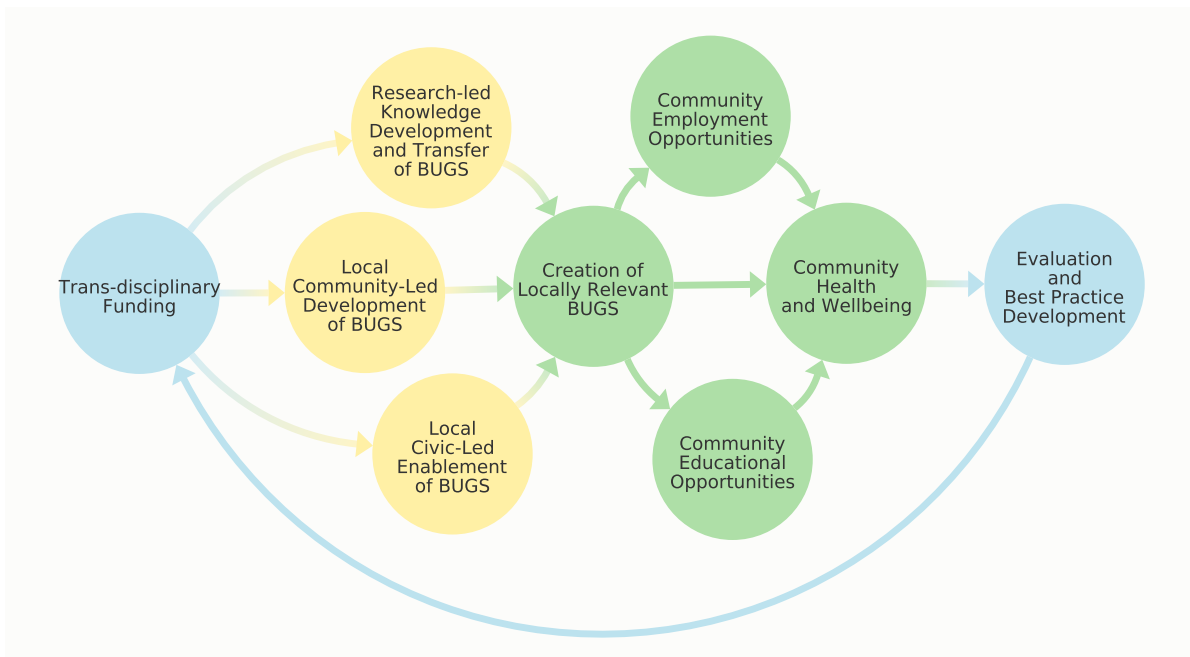 Trans-disciplinary
Funding
Research-led
Knowledge
Development
and Transfer
of BUGS
Local
Community-Led
Development
of BUGS
Local
Civic-Led
Enablement
of BUGS
Creation of
Locally Relevant
BUGS
Community
Employment
Opportunities
Community
Educational
Opportunities
Community
Health
and Wellbeing
Evaluation
and
Best Practice
Development